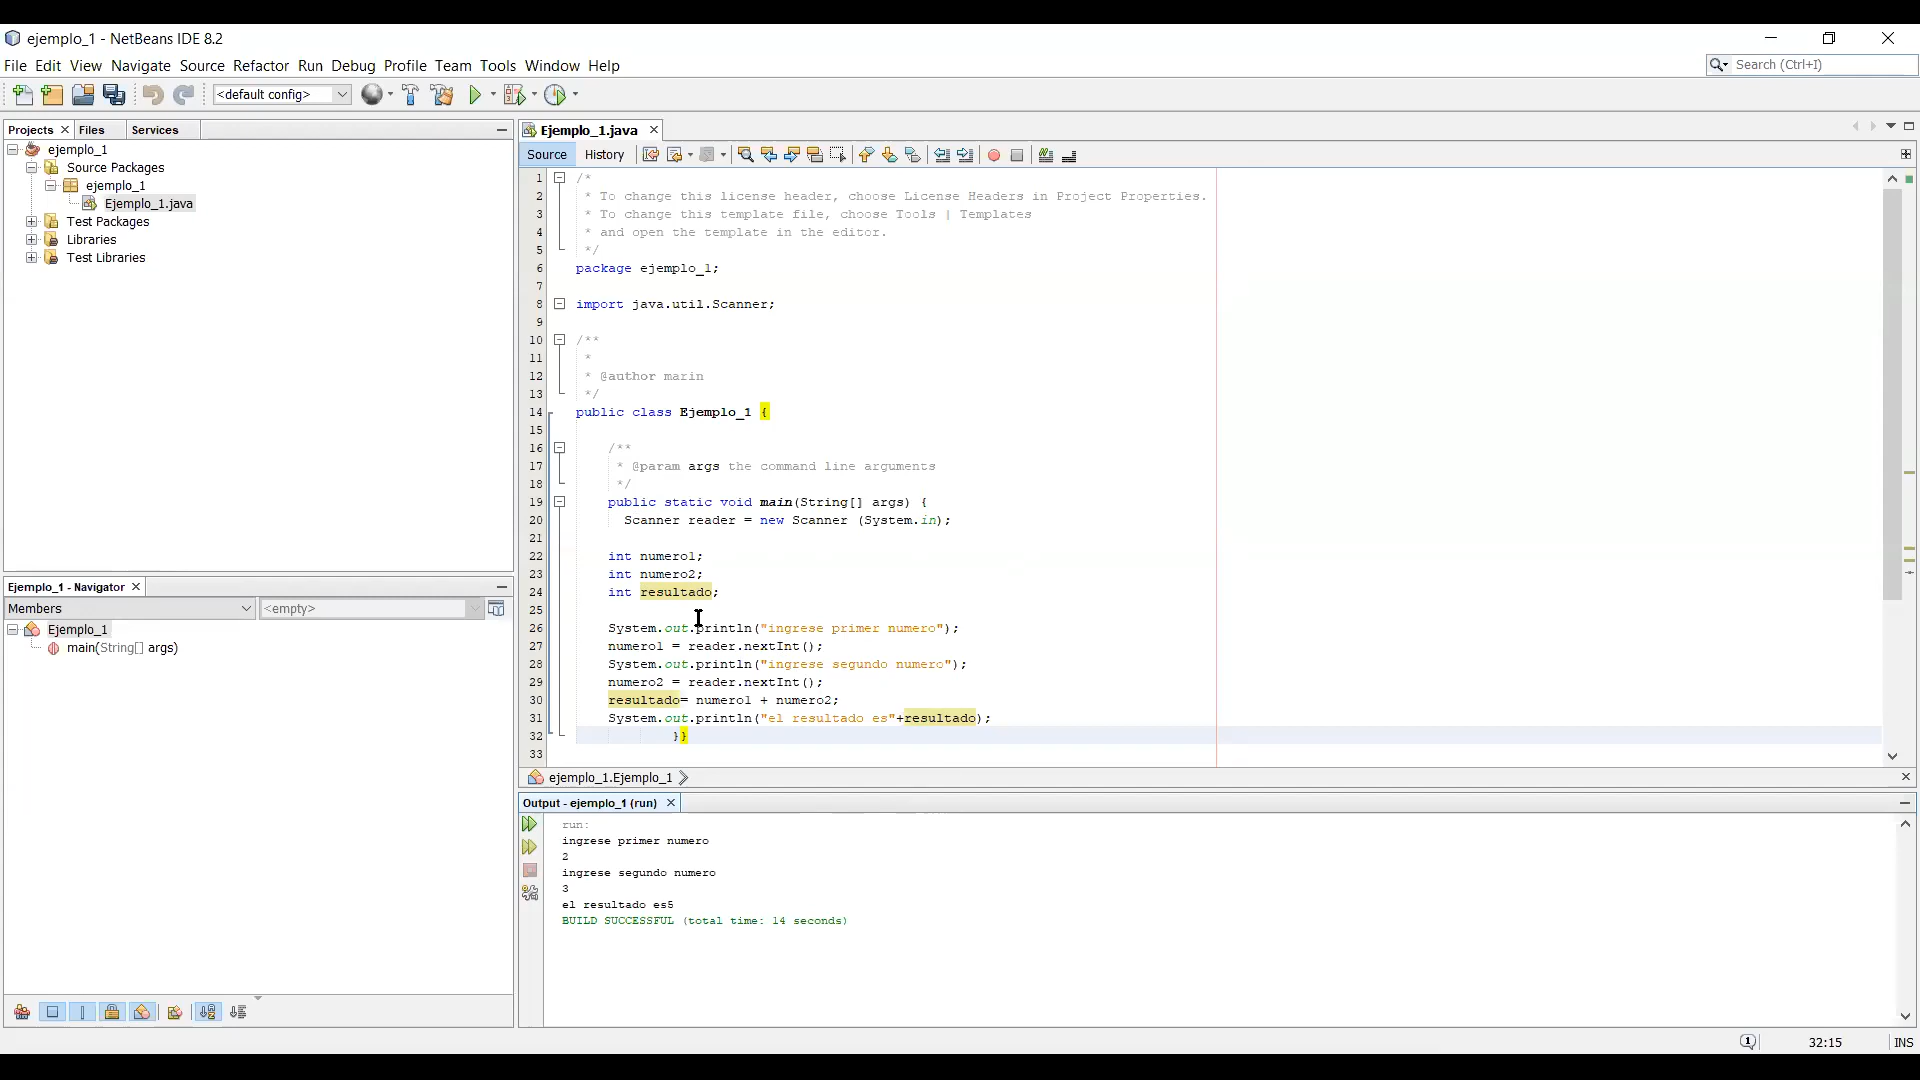 ejemplo_1 - NetBeans IDE 8.2
File Edit View Navigate Source Refactor Run Debug Profile Team Tools Window Help
Search (Ctrl+I)
<default config>
Projects Files Services
ejemplo_1
Source Packages
ejemplo_1
Ejemplo_1.java
Test Packages
Libraries
Test Libraries
Ejemplo_1 - Navigator
Members <empty>
Ejemplo_1
main(String[] args)
Ejemplo_1.java
Source History
1 /*
2 * To change this license header, choose License Headers in Project Properties.
3 * To change this template file, choose Tools | Templates
4 * and open the template in the editor.
5 */
6 package ejemplo_1;
7
8 import java.util.Scanner;
9
10 /**
11 *
12 * @author marin
13 */
14 public class Ejemplo_1 {
15
16 /**
17 * @param args the command line arguments
18 */
19 public static void main(String[] args) {
20 Scanner reader = new Scanner (System.in);
21
22 int numero1;
23 int numero2;
24 int resultado;
25
26 System.out.println("ingrese primer numero");
27 numero1 = reader.nextInt();
28 System.out.println("ingrese segundo numero");
29 numero2 = reader.nextInt();
30 resultado= numero1 + numero2;
31 System.out.println("el resultado es"+resultado);
32 }}
33
ejemplo_1.Ejemplo_1
Output - ejemplo_1 (run)
run:
ingrese primer numero
2
ingrese segundo numero
3
el resultado es5
BUILD SUCCESSFUL (total time: 14 seconds)
1 32:15 INS